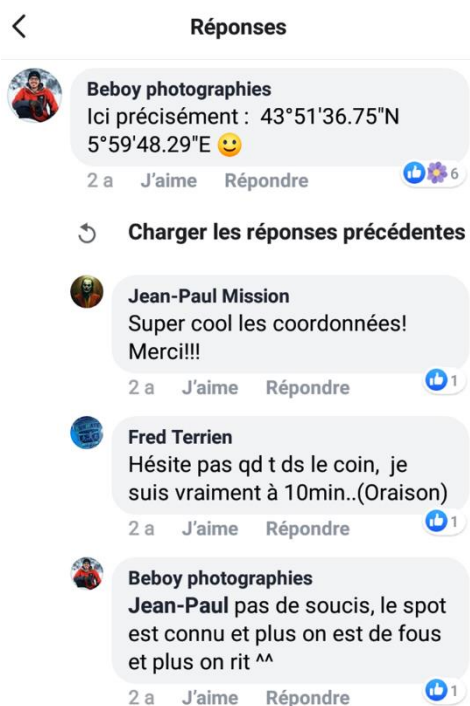 Réponses
Beboy photographies
Ici précisément : 43°51'36.75"N
5°59'48.29"E 🙂
2 a J'aime Répondre 6
Charger les réponses précédentes
Jean-Paul Mission
Super cool les coordonnées!
Merci!!!
2 a J'aime Répondre 1
Fred Terrien
Hésite pas qd t ds le coin, je
suis vraiment à 10min..(Oraison)
2 a J'aime Répondre 1
Beboy photographies
Jean-Paul pas de soucis, le spot
est connu et plus on est de fous
et plus on rit ^^
2 a J'aime Répondre 1